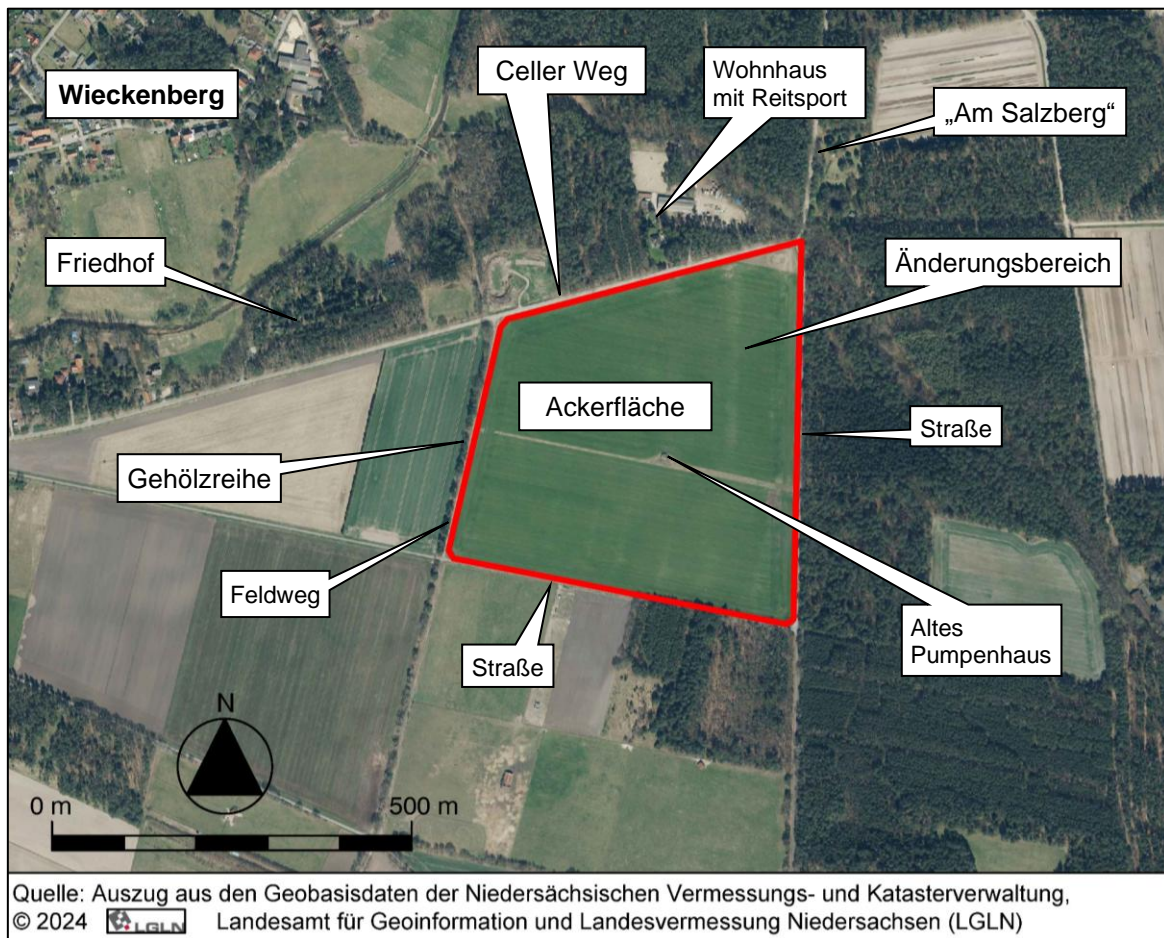 Wieckenberg
Celler Weg
Wohnhaus
mit Reitsport
„Am Salzberg“
Friedhof
Änderungsbereich
Ackerfläche
Straße
Gehölzreihe
Feldweg
Straße
Altes
Pumpenhaus
N
0 m
500 m
Quelle: Auszug aus den Geobasisdaten der Niedersächsischen Vermessungs- und Katasterverwaltung,
© 2024 LGLN Landesamt für Geoinformation und Landesvermessung Niedersachsen (LGLN)